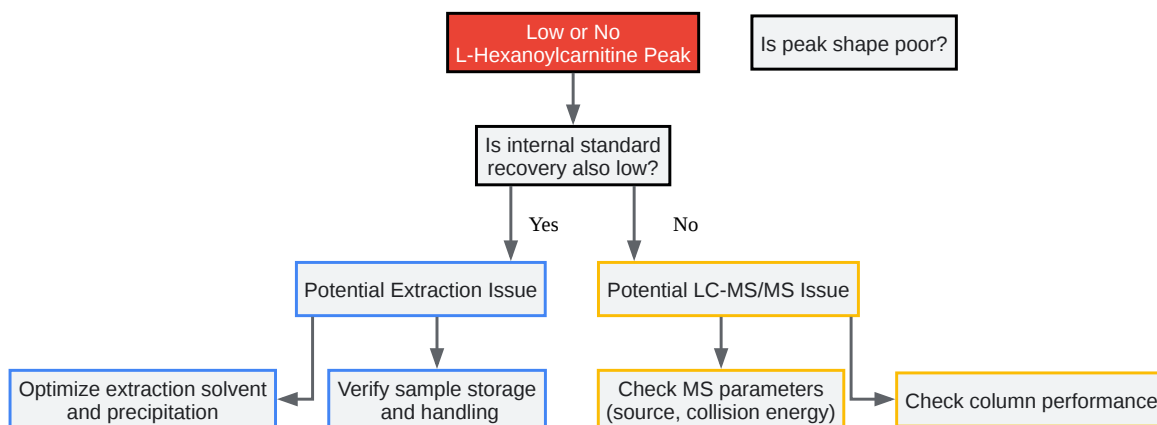 Low or No
L-Hexanoylcarnitine Peak
Is peak shape poor?
Is internal standard
recovery also low?
Yes
No
Potential Extraction Issue
Potential LC-MS/MS Issue
Optimize extraction solvent
and precipitation
Verify sample storage
and handling
Check MS parameters
(source, collision energy)
Check column performance